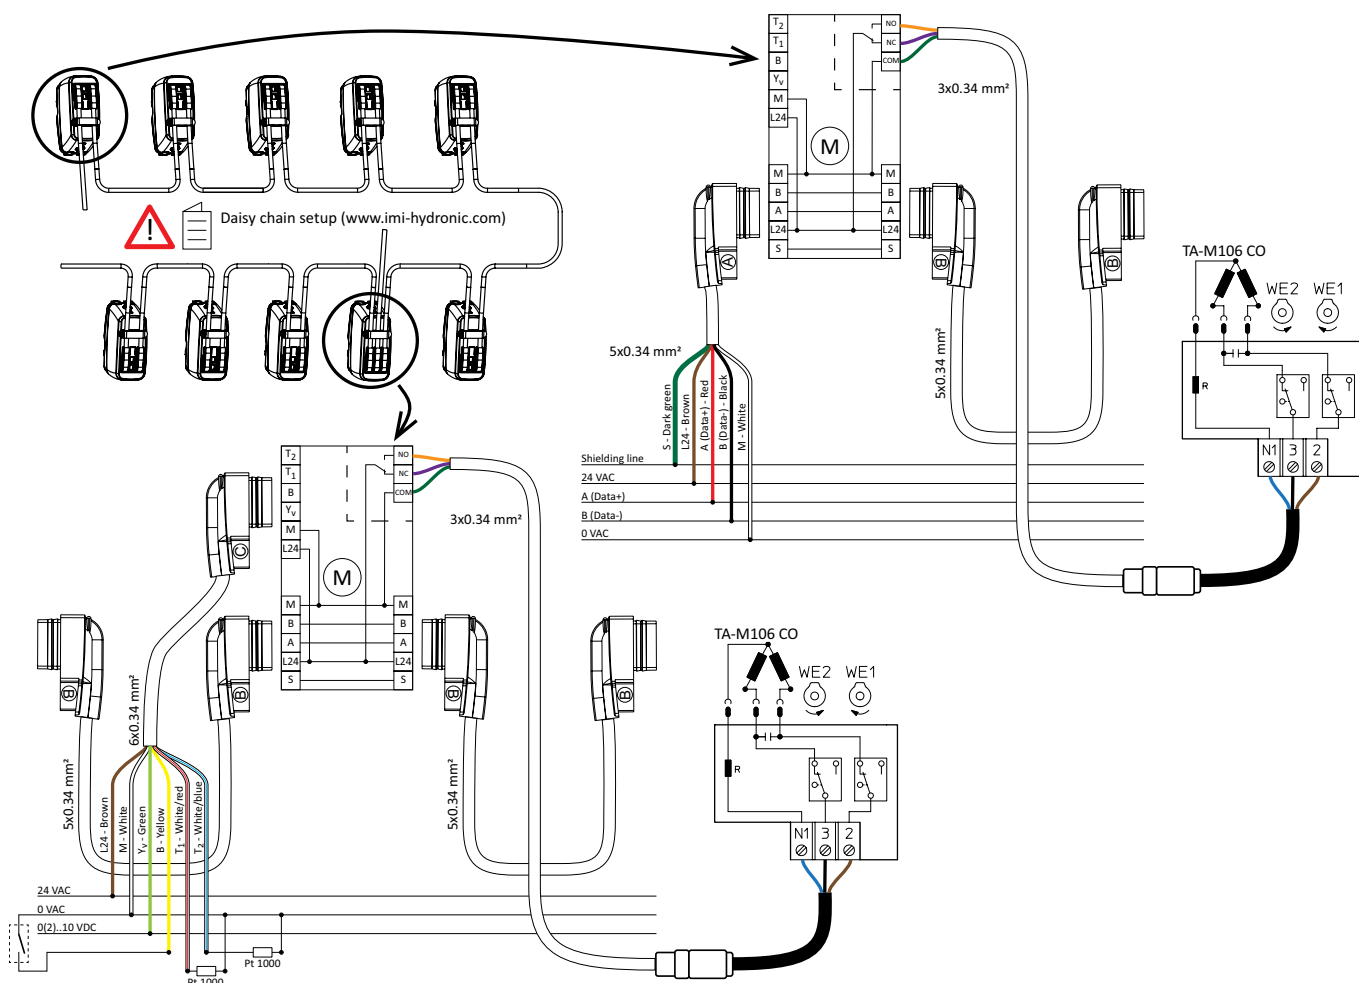 T2
T1
B
Yv
M
L24
NO
NC
COM
3x0.34 mm²
M
M
B
A
L24
S
M
B
A
L24
S
Daisy chain setup (www.imi-hydronic.com)
A
B
B
5x0.34 mm²
5x0.34 mm²
S - Dark green
L24 - Brown
A (Data+) - Red
B (Data-) - Black
M - White
Shielding line
24 VAC
A (Data+)
B (Data-)
0 VAC
TA-M106 CO
WE2
WE1
R
N1
3
2
T2
T1
B
Yv
M
L24
NO
NC
COM
3x0.34 mm²
M
M
B
A
L24
S
M
B
A
L24
S
C
B
B
B
B
5x0.34 mm²
6x0.34 mm²
5x0.34 mm²
L24 - Brown
M - White
Yv - Green
B - Yellow
T1 - White/red
T2 - White/blue
24 VAC
0 VAC
0(2)..10 VDC
Pt 1000
Pt 1000
TA-M106 CO
WE2
WE1
R
N1
3
2